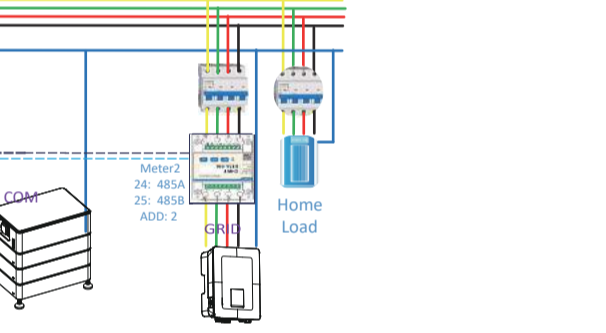 Meter2
24: 485A
25: 485B
ADD: 2
COM
GRID
Home
Load